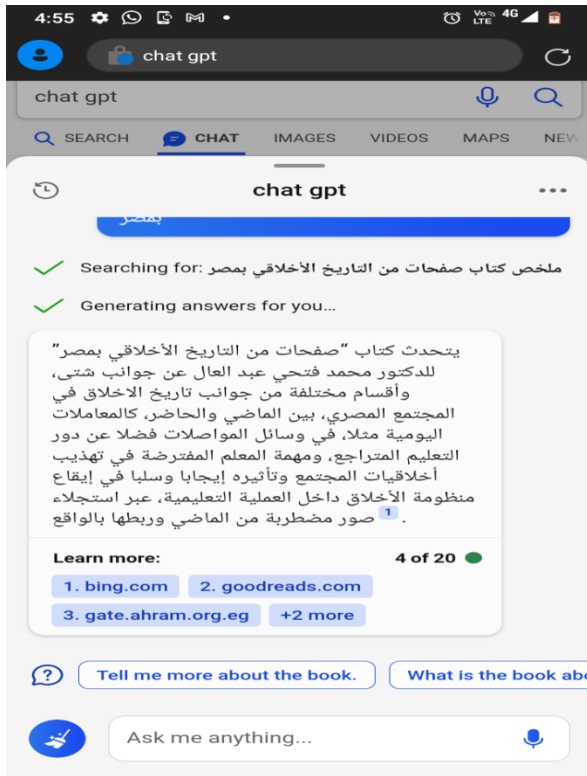 4:55
Vo)) LTE 4G
chat gpt
chat gpt
SEARCH CHAT IMAGES VIDEOS MAPS NEW
chat gpt
بمصر
Searching for: ملخص كتاب صفحات من التاريخ الأخلاقي بمصر
Generating answers for you...
يتحدث كتاب “صفحات من التاريخ الأخلاقي بمصر”
للدكتور محمد فتحي عبد العال عن جوانب شتى،
وأقسام مختلفة من جوانب تاريخ الاخلاق في
المجتمع المصري، بين الماضي والحاضر، كالمعاملات
اليومية مثلا، في وسائل المواصلات فضلا عن دور
التعليم المتراجع، ومهمة المعلم المفترضة في تهذيب
أخلاقيات المجتمع وتأثيره إيجابا وسلبا في إيقاع
منظومة الأخلاق داخل العملية التعليمية، عبر استجلاء
صور مضطربة من الماضي وربطها بالواقع 1 .
Learn more: 4 of 20
1. bing.com 2. goodreads.com
3. gate.ahram.org.eg +2 more
Tell me more about the book. What is the book abo
Ask me anything...